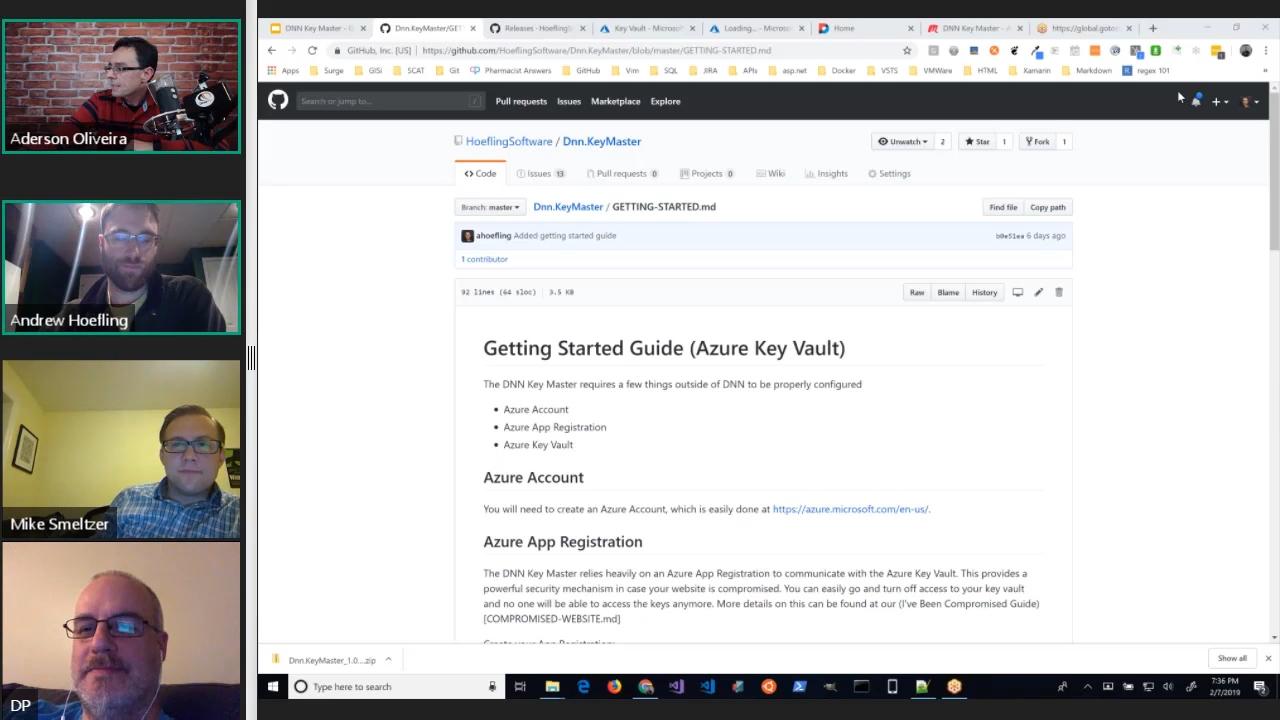 Aderson Oliveira
Andrew Hoefling
Mike Smeltzer
DP
DNN Key Master -
Dnn.KeyMaster/GET
Releases · Hoefling
Key Vault - Microso
Loading... - Micros
Home
DNN Key Master -
https://global.gotoe
GitHub, Inc. [US]
https://github.com/HoeflingSoftware/Dnn.KeyMaster/blob/master/GETTING-STARTED.md
Apps Surge GISi SCAT Git Pharmacist Answers GitHub Vim SQL JIRA APIs asp.net Docker VSTS VMWare HTML Xamarin Markdown regex 101 »
Search or jump to... /
Pull requests Issues Marketplace Explore
HoeflingSoftware / Dnn.KeyMaster
Unwatch 2 Star 1 Fork 1
Code Issues 13 Pull requests 0 Projects 0 Wiki Insights Settings
Branch: master Dnn.KeyMaster / GETTING-STARTED.md
Find file Copy path
ahoefling Added getting started guide
b0e51ea 6 days ago
1 contributor
92 lines (64 sloc) 3.5 KB
Raw Blame History
Getting Started Guide (Azure Key Vault)
The DNN Key Master requires a few things outside of DNN to be properly configured
• Azure Account
• Azure App Registration
• Azure Key Vault
Azure Account
You will need to create an Azure Account, which is easily done at https://azure.microsoft.com/en-us/.
Azure App Registration
The DNN Key Master relies heavily on an Azure App Registration to communicate with the Azure Key Vault. This provides a
powerful security mechanism in case your website is compromised. You can easily go and turn off access to your key vault
and no one will be able to access the keys anymore. More details on this can be found at our (I've Been Compromised Guide)
[COMPROMISED-WEBSITE.md]
Create your App Registration:
Dnn.KeyMaster_1.0....zip
Show all
Type here to search
7:36 PM
2/7/2019